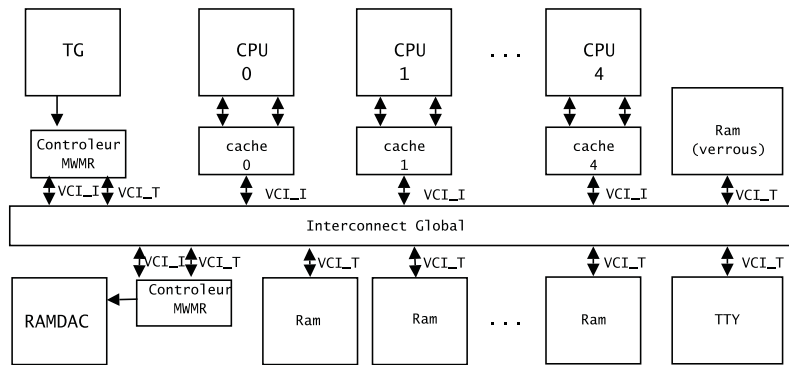 TG
CPU
0
CPU
1
. . .
CPU
4
Controleur
MWMR
cache
0
cache
1
cache
4
Ram
(verrous)
VCI_I
VCI_T
VCI_I
VCI_I
VCI_I
VCI_T
Interconnect Global
VCI_I
VCI_T
VCI_T
VCI_T
VCI_T
VCI_T
RAMDAC
Controleur
MWMR
Ram
Ram
. . .
Ram
TTY